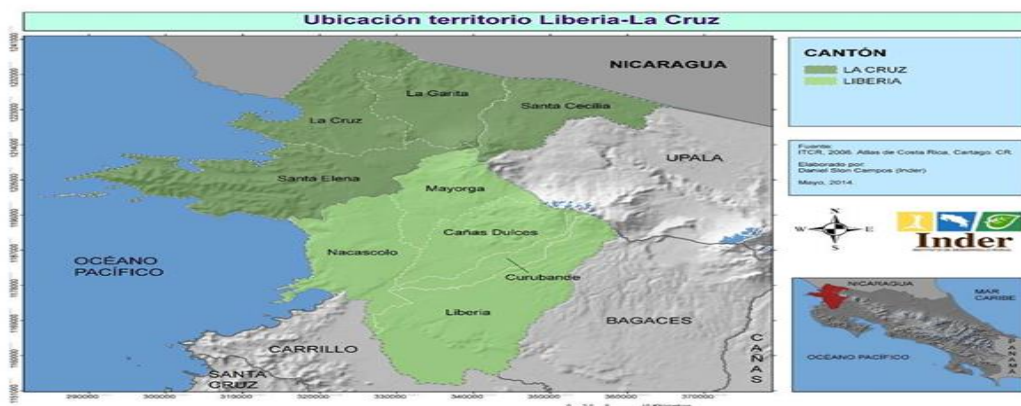 Ubicación territorio Liberia-La Cruz
NICARAGUA
La Garita
Santa Cecilia
La Cruz
UPALA
Santa Elena
Mayorga
Cañas Dulces
Nacascolo
OCÉANO
PACÍFICO
Curubande
Liberia
BAGACES
CARRILLO
SANTA
CRUZ
CAÑAS
290000 300000 310000 320000 330000 340000 350000 360000 370000
CANTÓN
LA CRUZ
LIBERIA
Fuente:
ITCR, 2008. Atlas de Costa Rica, Cartago. CR.
Elaborado por:
Daniel Sion Campos (Inder)
Mayo, 2014.
N
W E
S
Inder
NICARAGUA
MAR
CARIBE
OCÉANO PACÍFICO
PANAMA